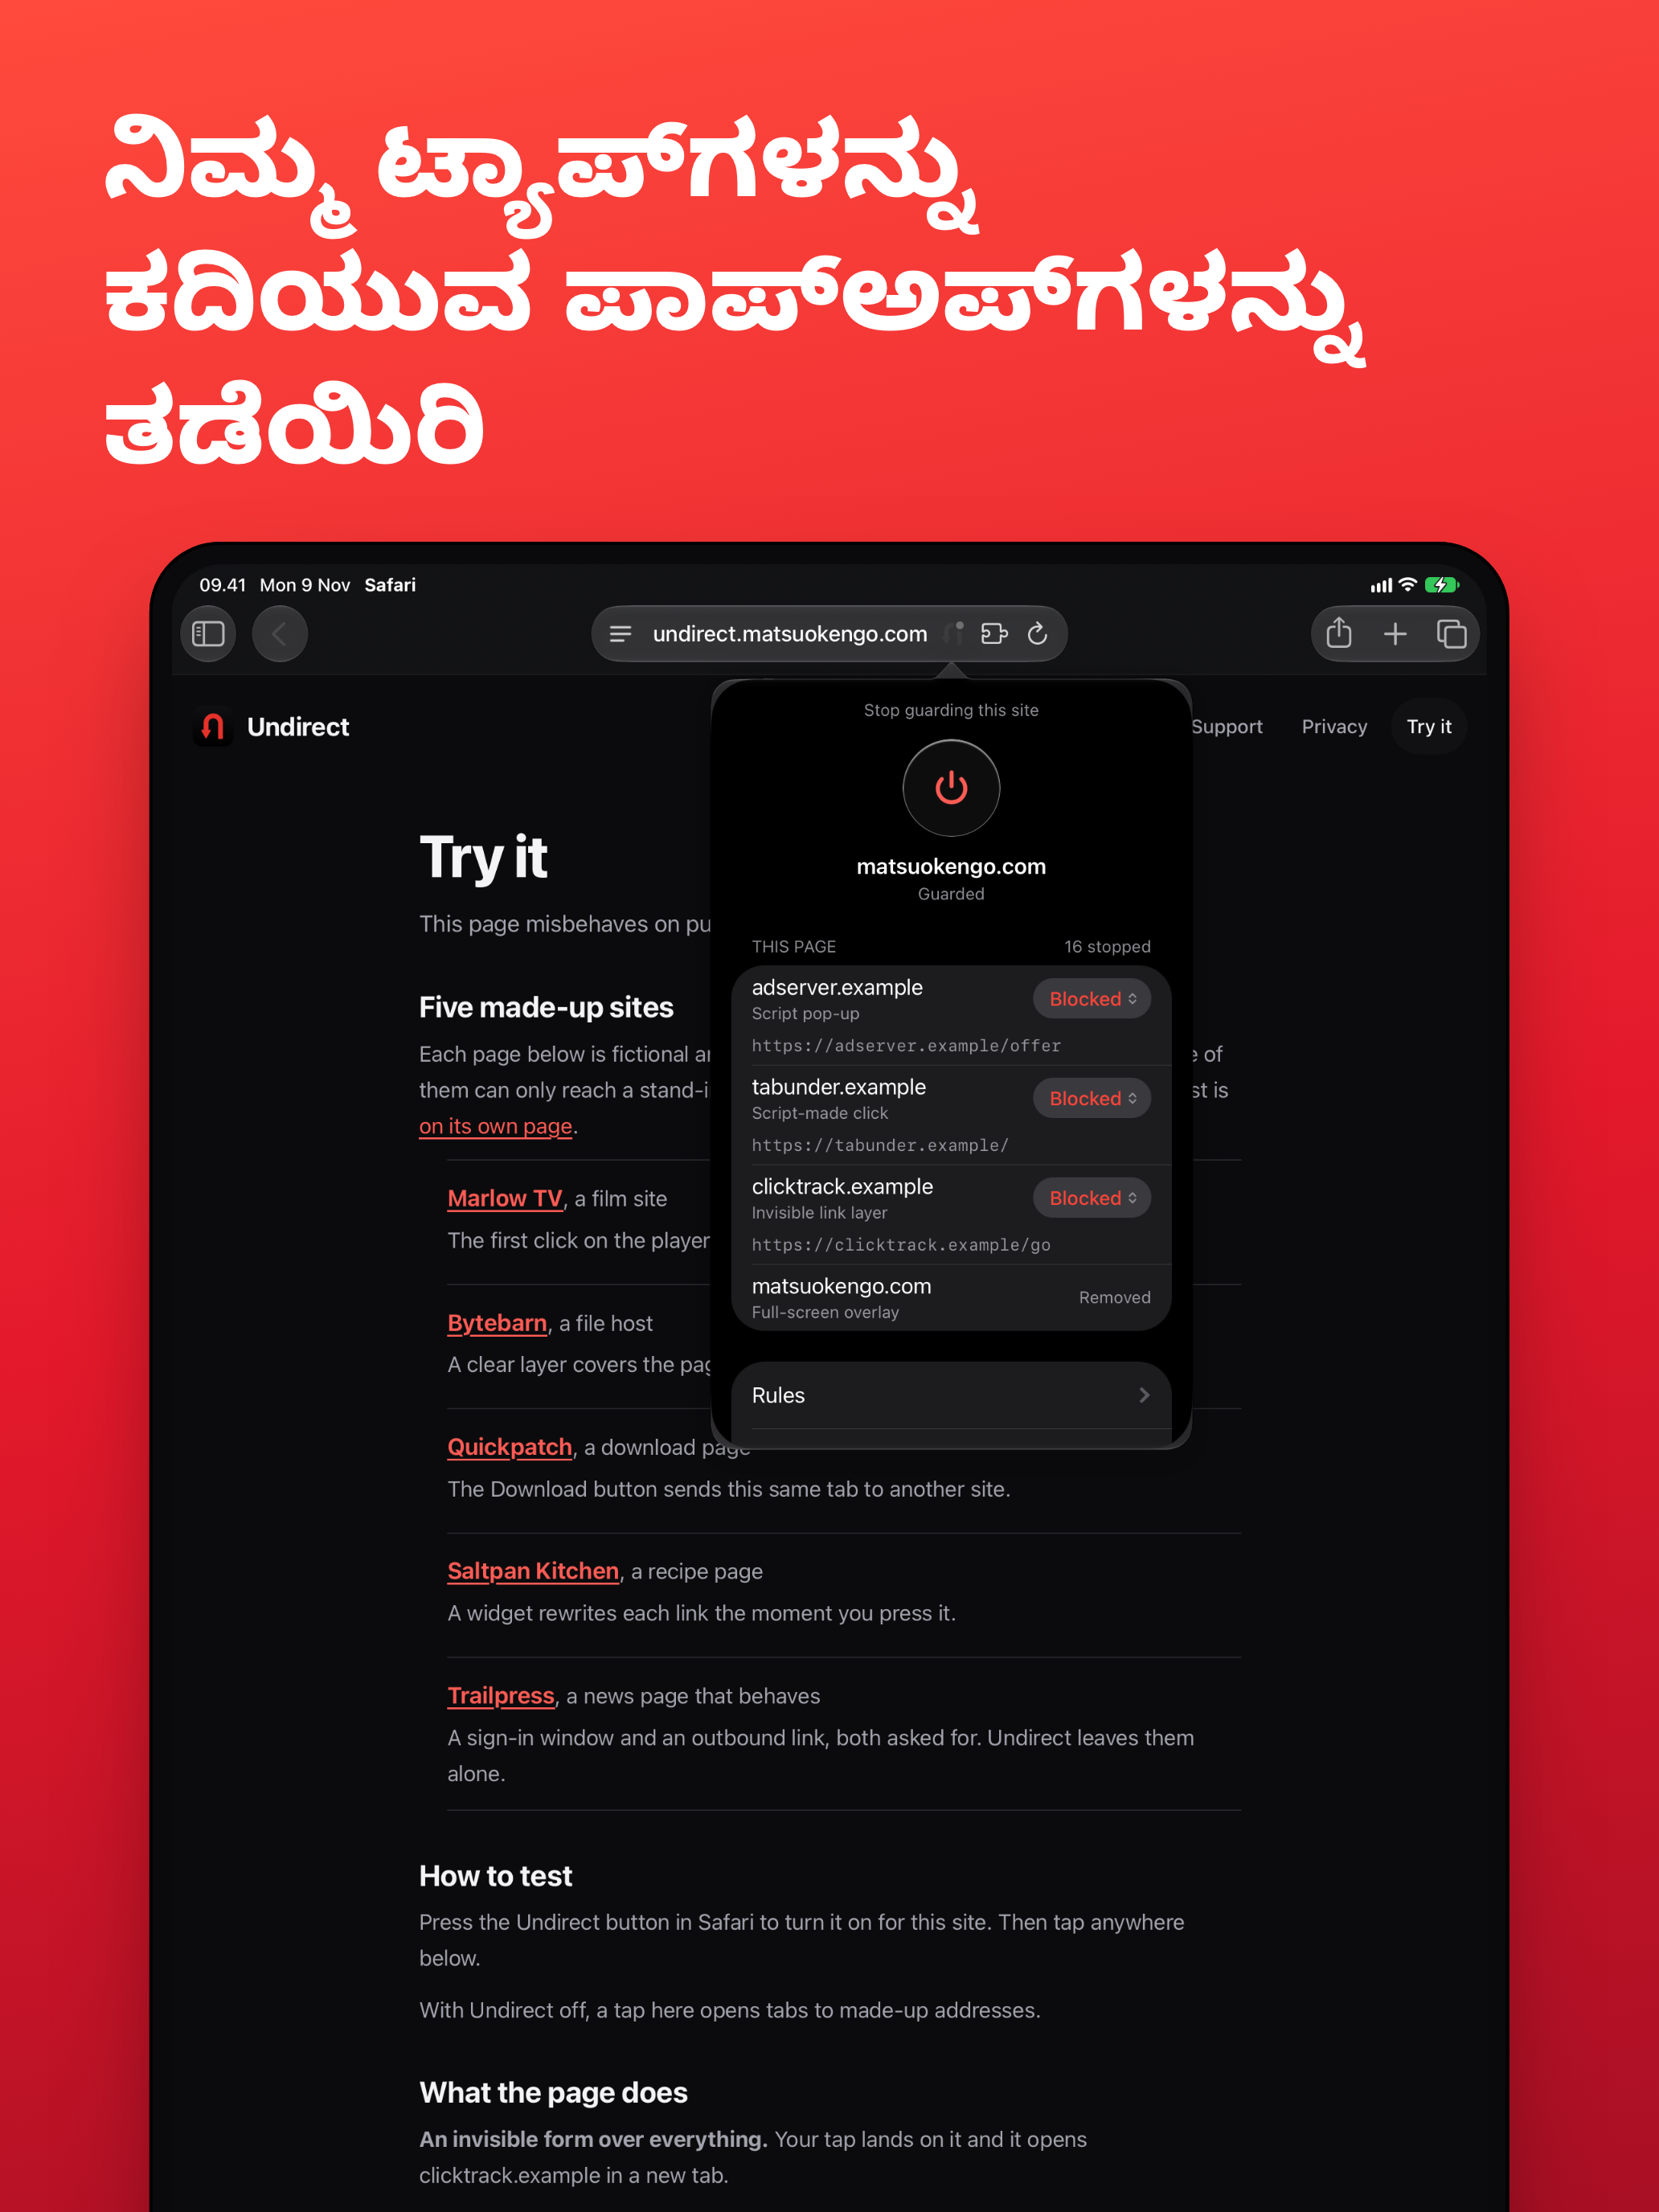 ನಿಮ್ಮ ಟ್ಯಾಪ್‌ಗಳನ್ನು
ಕದಿಯುವ ಪಾಪ್‌ಅಪ್‌ಗಳನ್ನು
ತಡೆಯಿರಿ
09.41 Mon 9 Nov Safari
undirect.matsuokengo.com
Undirect
Support Privacy Try it
Stop guarding this site
matsuokengo.com
Guarded
THIS PAGE 16 stopped
adserver.example
Script pop-up
Blocked
https://adserver.example/offer
tabunder.example
Script-made click
Blocked
https://tabunder.example/
clicktrack.example
Invisible link layer
Blocked
https://clicktrack.example/go
matsuokengo.com
Full-screen overlay
Removed
Rules
Try it
This page misbehaves on
Five made-up sites
Each page below is fictional of
them can only reach a is
on its own page.
Marlow TV, a film site
The first click on the player
Bytebarn, a file host
A clear layer covers the
Quickpatch, a download page
The Download button sends this same tab to another site.
Saltpan Kitchen, a recipe page
A widget rewrites each link the moment you press it.
Trailpress, a news page that behaves
A sign-in window and an outbound link, both asked for. Undirect leaves them
alone.
How to test
Press the Undirect button in Safari to turn it on for this site. Then tap anywhere
below.
With Undirect off, a tap here opens tabs to made-up addresses.
What the page does
An invisible form over everything. Your tap lands on it and it opens
clicktrack.example in a new tab.